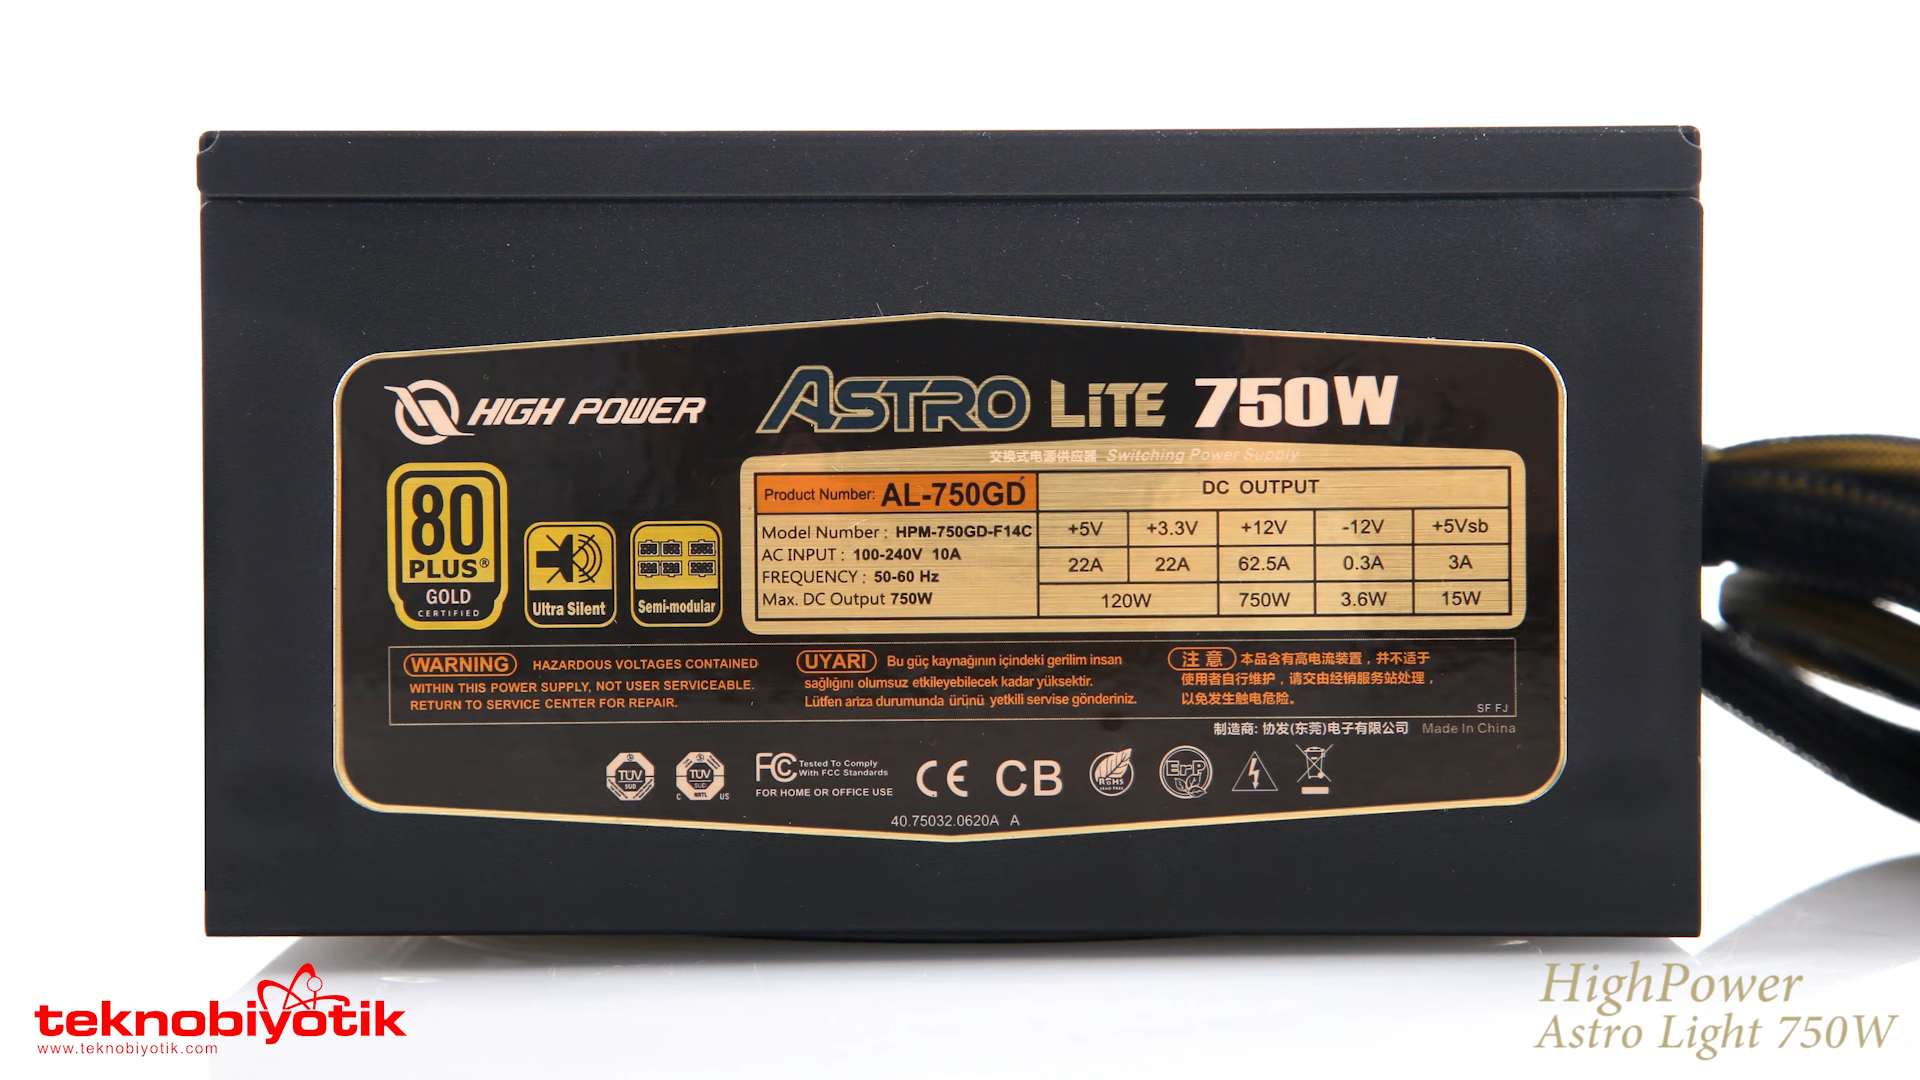 HIGH POWER
ASTRO LiTE 750W
80
PLUS®
GOLD
CERTIFIED
Ultra Silent
Semi-modular
交换式电源供应器 Switching Power Supply
Product Number: AL-750GD
Model Number : HPM-750GD-F14C
AC INPUT : 100-240V 10A
FREQUENCY : 50-60 Hz
Max. DC Output 750W
DC OUTPUT
+5V +3.3V +12V -12V +5Vsb
22A 22A 62.5A 0.3A 3A
120W 750W 3.6W 15W
WARNING HAZARDOUS VOLTAGES CONTAINED
WITHIN THIS POWER SUPPLY, NOT USER SERVICEABLE.
RETURN TO SERVICE CENTER FOR REPAIR.
UYARI Bu güç kaynağının içindeki gerilim insan
sağlığını olumsuz etkileyebilecek kadar yüksektir.
Lütfen arıza durumunda ürünü yetkili servise gönderiniz.
注意 本品含有高电流装置，并不适于
使用者自行维护，请交由经销服务站处理，
以免发生触电危险。
SF FJ
制造商: 协发(东莞)电子有限公司 Made In China
TÜV
SUD
TÜV
SUD
NRTL
C US
FC Tested To Comply
With FCC Standards
FOR HOME OR OFFICE USE
CE
CB
RoHS
LEAD FREE
ErP
40.75032.0620A A
teknobiyotik
www.teknobiyotik.com
HighPower
Astro Light 750W